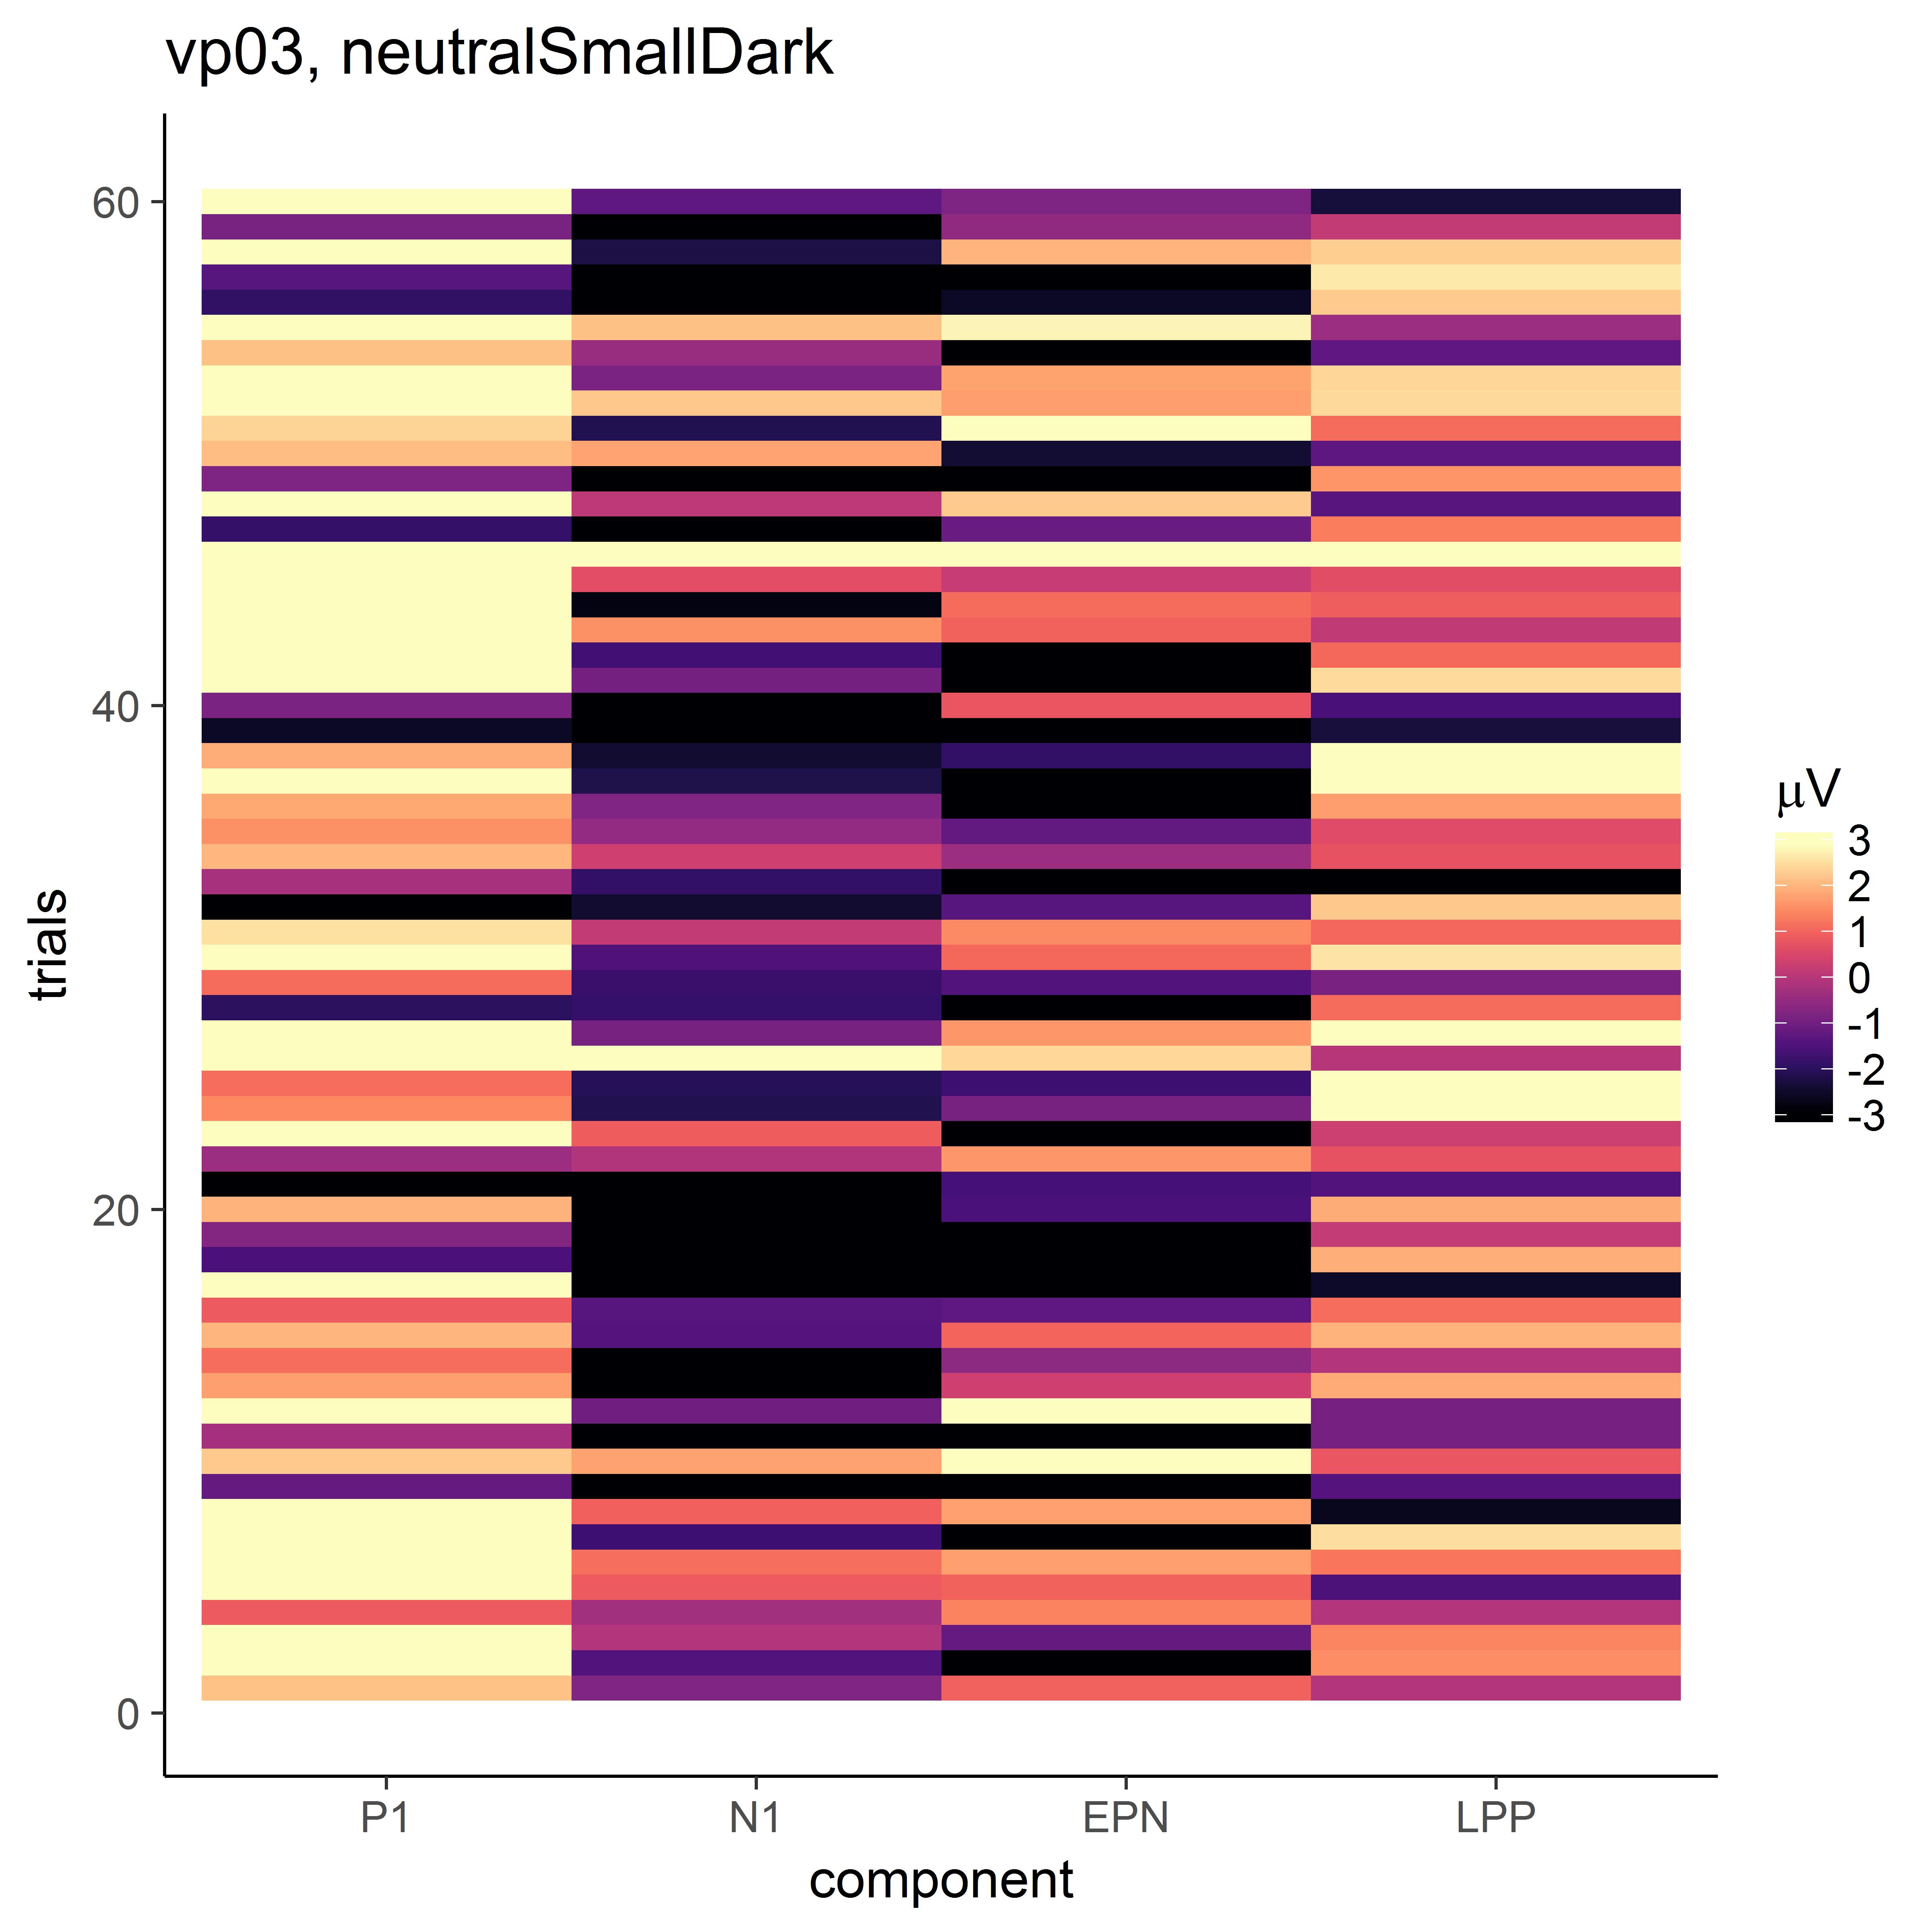 vp03, neutralSmallDark
60
40
20
0
trials
P1 N1 EPN LPP
component
μV
3
2
1
0
-1
-2
-3